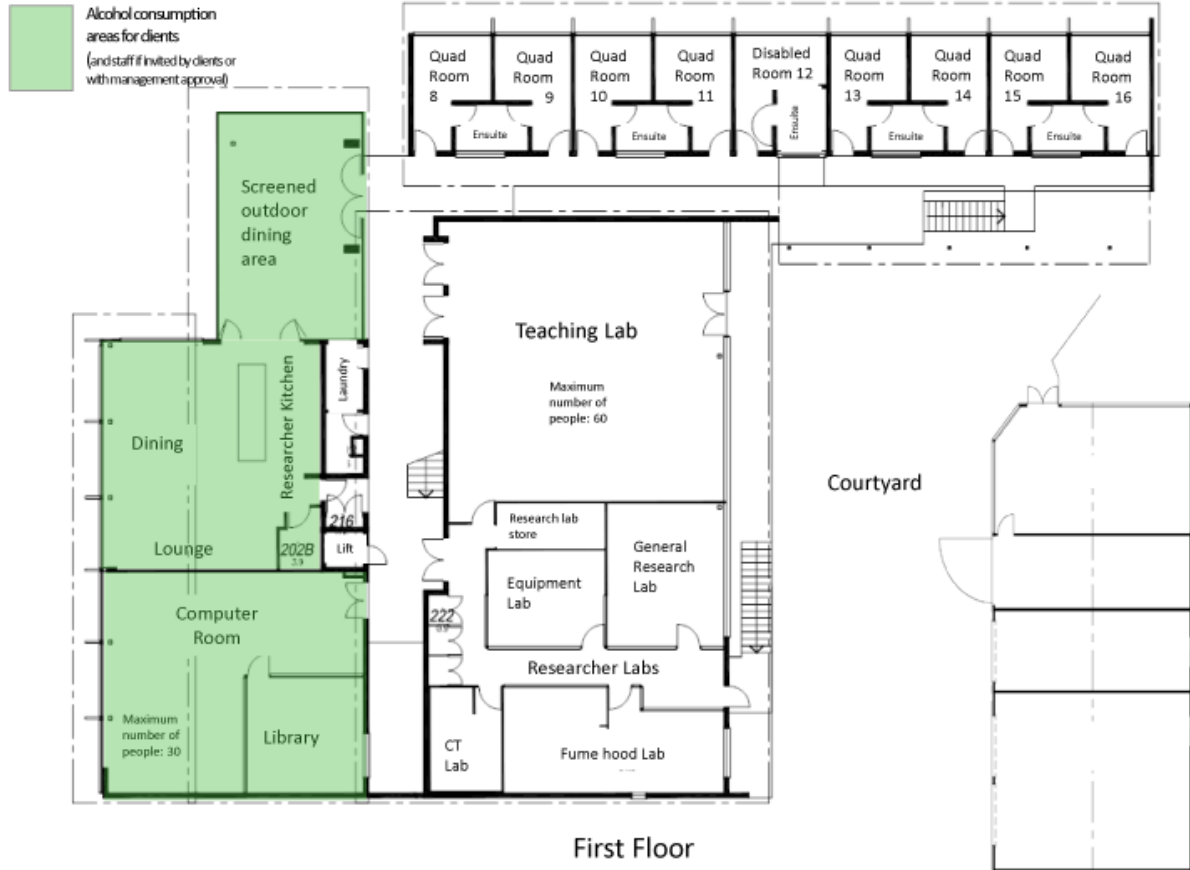 Alcohol consumption
areas for clients
(and staff if invited by clients or
with management approval)
Quad
Room
8
Quad
Room
9
Quad
Room
10
Quad
Room
11
Disabled
Room 12
Quad
Room
13
Quad
Room
14
Quad
Room
15
Quad
Room
16
Ensuite
Ensuite
Ensuite
Ensuite
Ensuite
Screened
outdoor
dining
area
Teaching Lab
Maximum
number of
people: 60
Laundry
Researcher Kitchen
Dining
Lounge
202B
216
Lift
Courtyard
Research lab
store
General
Research
Lab
Equipment
Lab
Computer
Room
222
Researcher Labs
Maximum
number of
people: 30
Library
CT
Lab
Fume hood Lab
First Floor